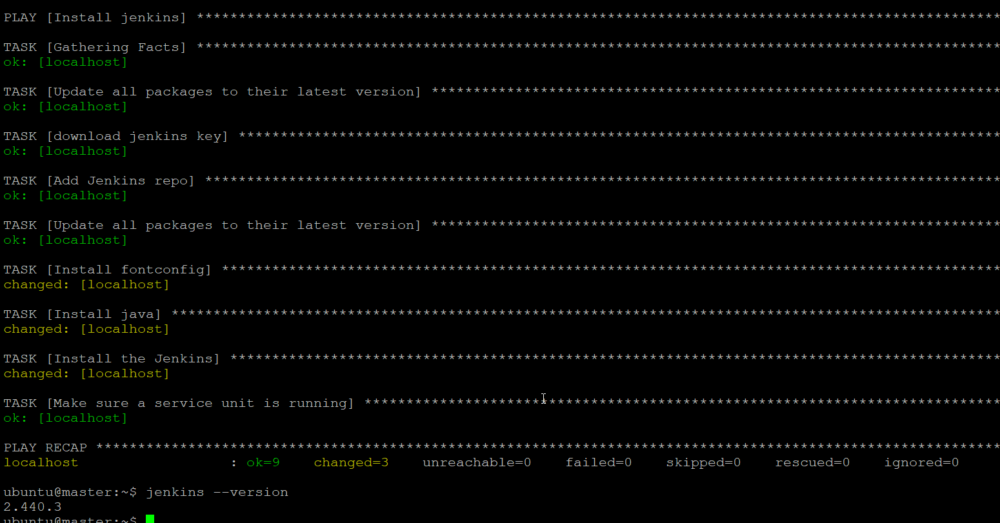 PLAY [Install jenkins] ************************************************************************************************
TASK [Gathering Facts] ************************************************************************************************
ok: [localhost]
TASK [Update all packages to their latest version] ********************************************************************
ok: [localhost]
TASK [download jenkins key] *******************************************************************************************
ok: [localhost]
TASK [Add Jenkins repo] ***********************************************************************************************
ok: [localhost]
TASK [Update all packages to their latest version] ********************************************************************
ok: [localhost]
TASK [Install fontconfig] *********************************************************************************************
changed: [localhost]
TASK [Install java] ***************************************************************************************************
changed: [localhost]
TASK [Install the Jenkins] ********************************************************************************************
changed: [localhost]
TASK [Make sure a service unit is running] ****************************************************************************
ok: [localhost]
PLAY RECAP ************************************************************************************************************
localhost                  : ok=9    changed=3    unreachable=0    failed=0    skipped=0    rescued=0    ignored=0
ubuntu@master:~$ jenkins --version
2.440.3
ubuntu@master:~$